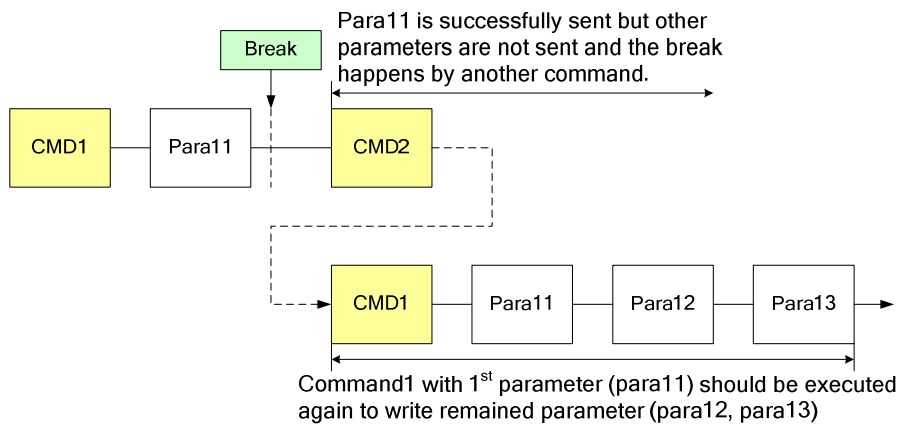 Para11 is successfully sent but other
parameters are not sent and the break
happens by another command.
Break
CMD1
Para11
CMD2
CMD1
Para11
Para12
Para13
Command1 with 1st parameter (para11) should be executed
again to write remained parameter (para12, para13)